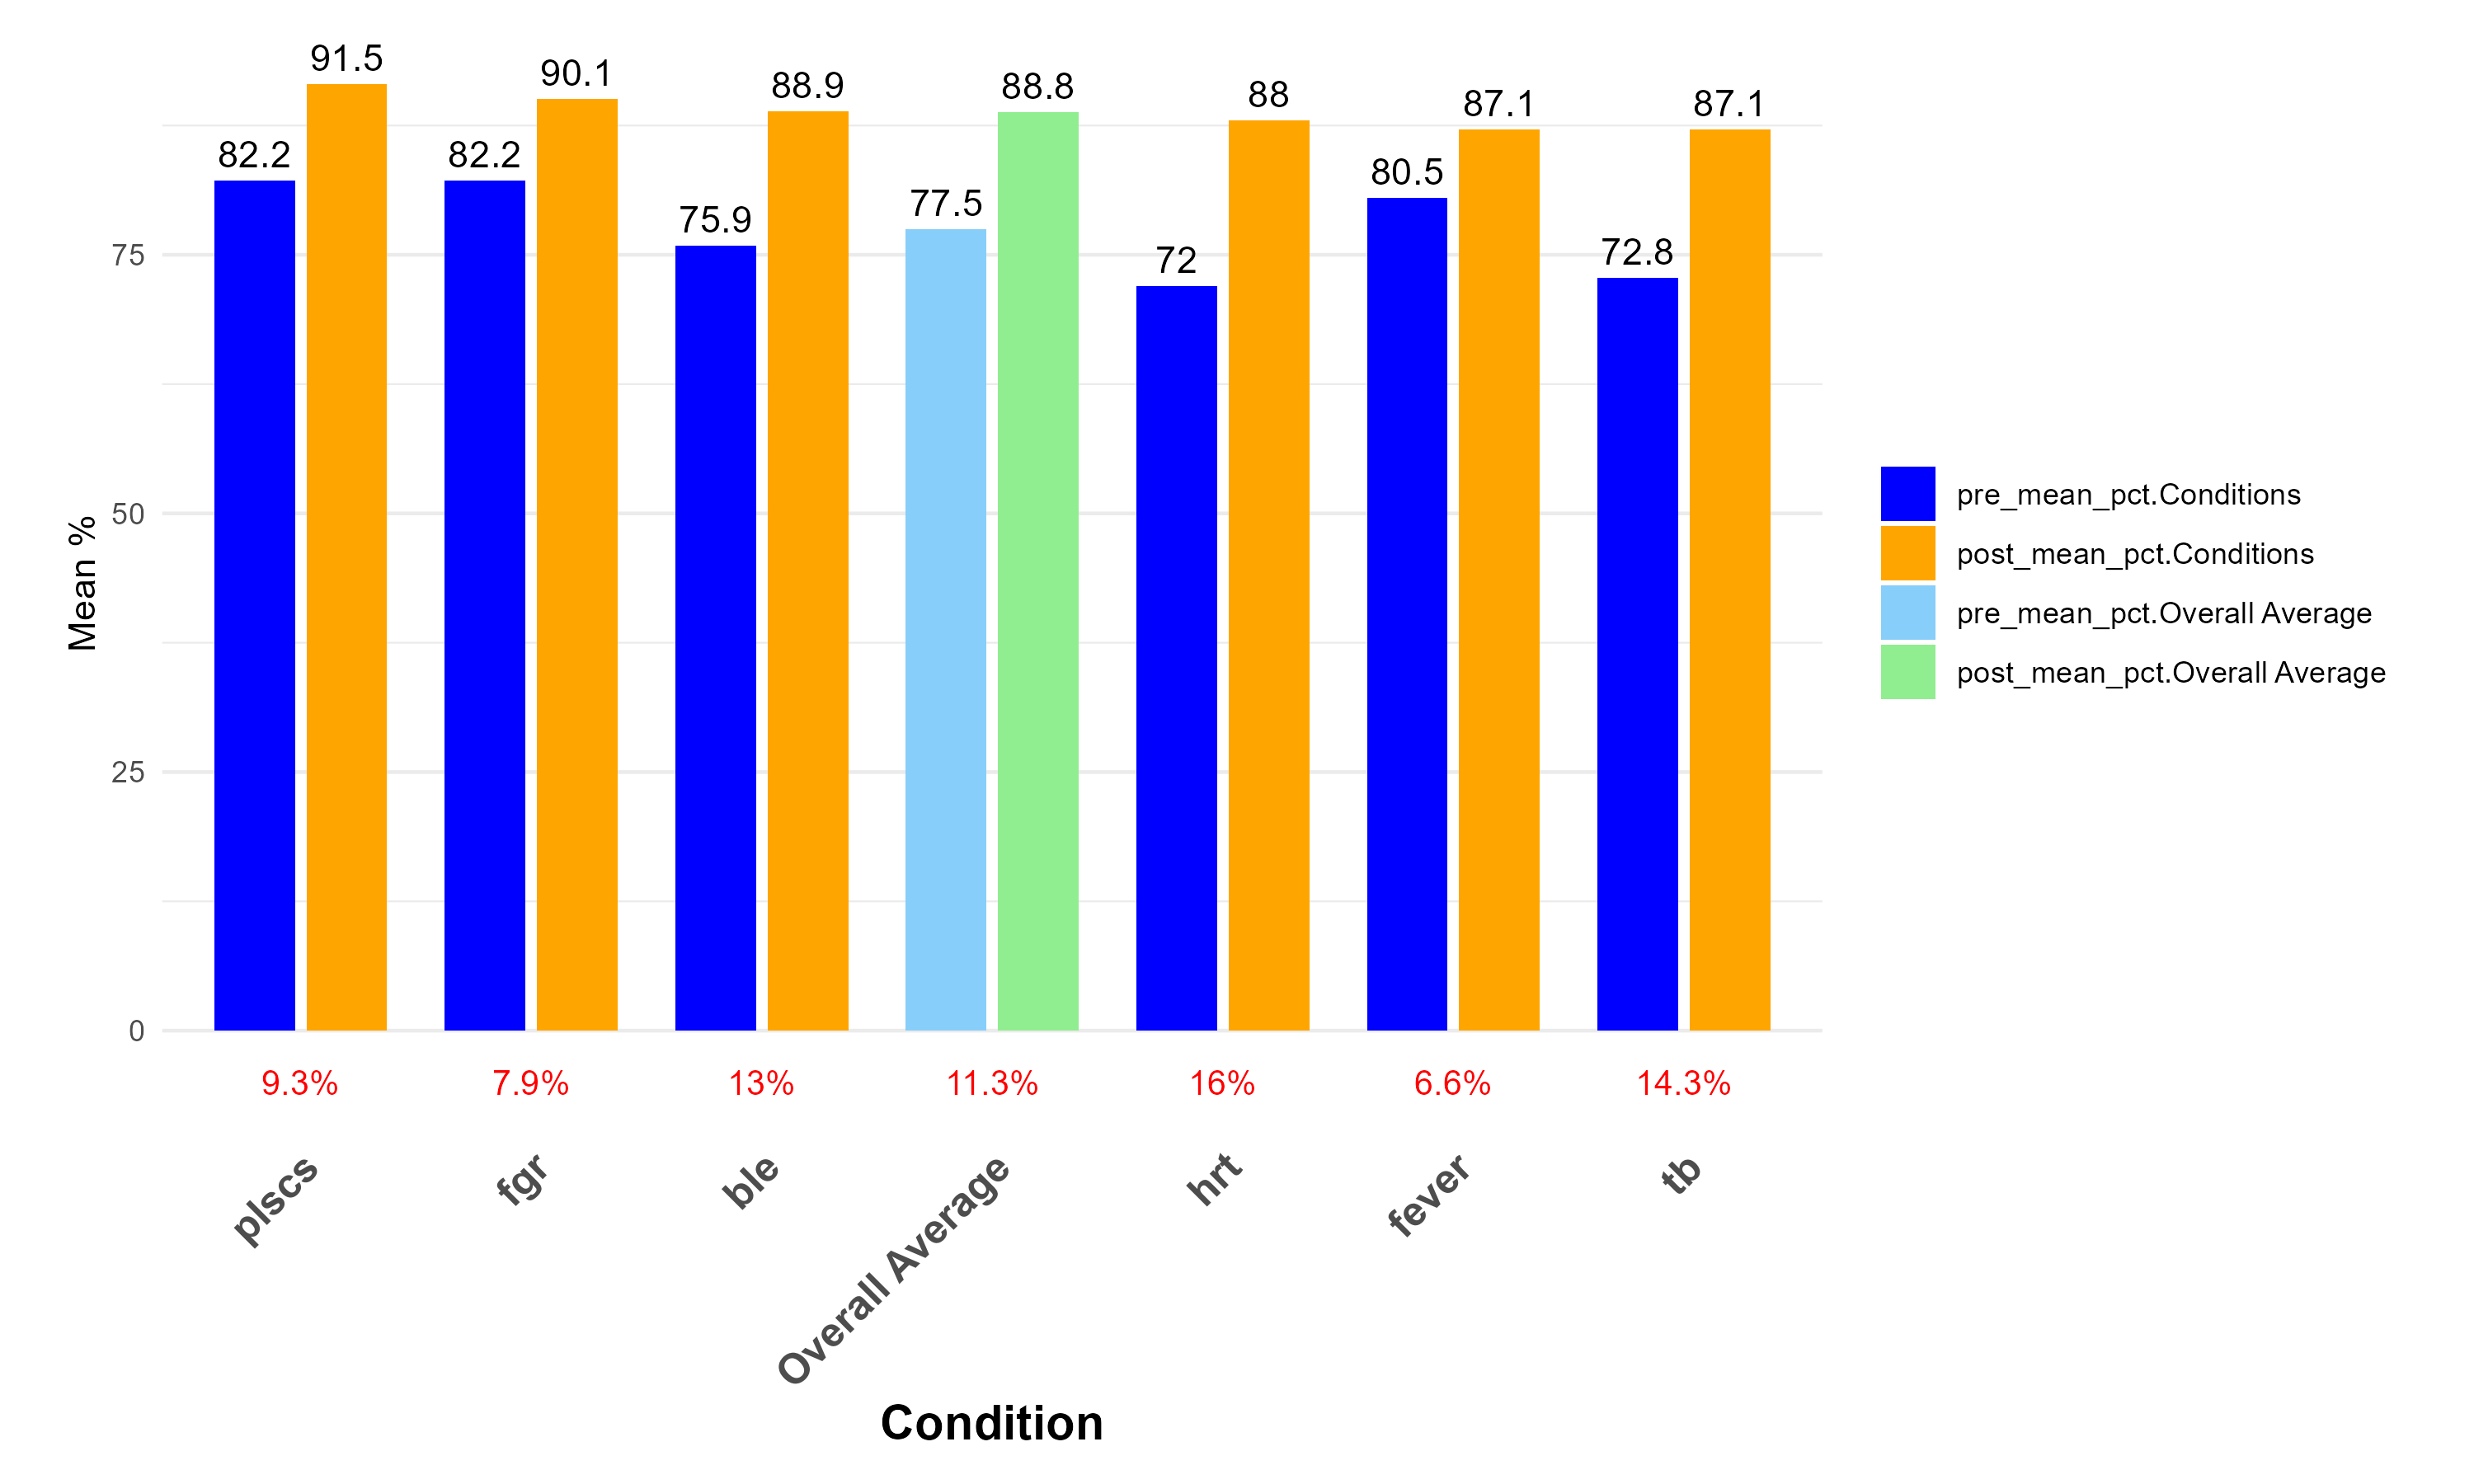 91.5
90.1
88.9
88.8
88
87.1
87.1
82.2
82.2
75.9
77.5
72
80.5
72.8
75
50
25
0
Mean %
9.3%
7.9%
13%
11.3%
16%
6.6%
14.3%
plscs
fgr
ble
Overall Average
hrt
fever
tb
Condition
pre_mean_pct.Conditions
post_mean_pct.Conditions
pre_mean_pct.Overall Average
post_mean_pct.Overall Average